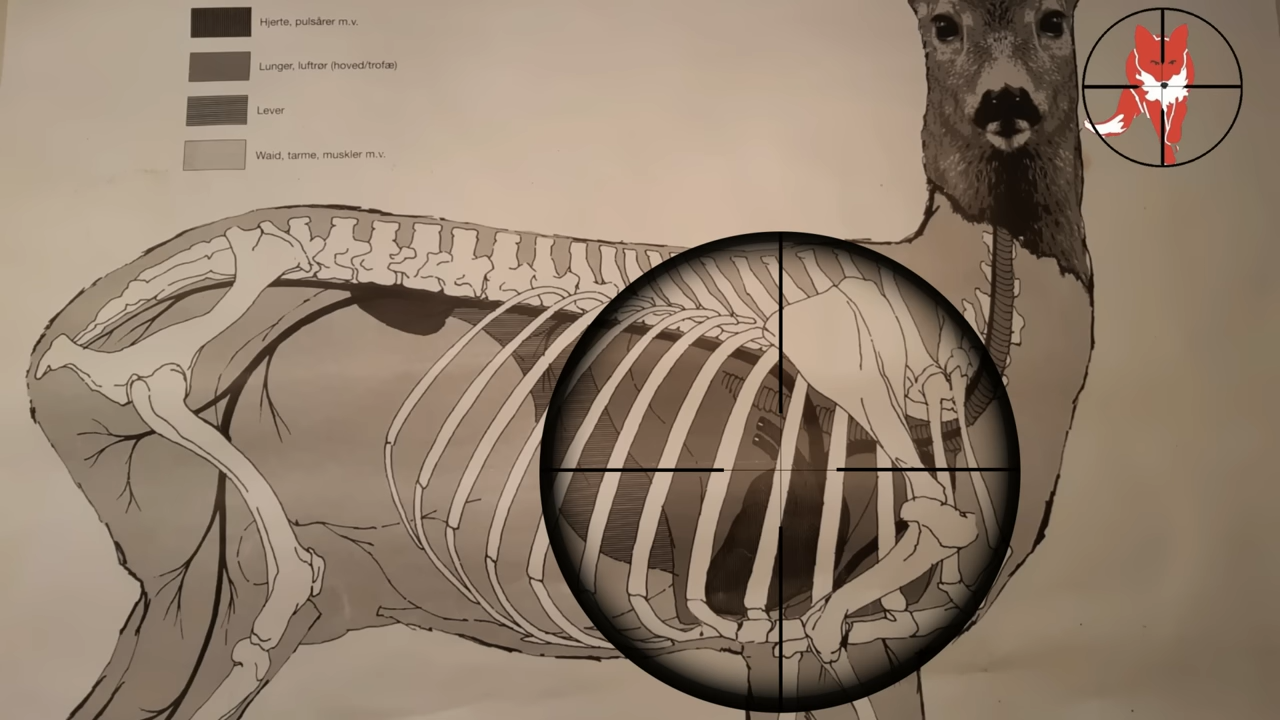 Hjerte, pulsårer m.v.
Lunger, luftrør (hoved/trofæ)
Lever
Waid, tarme, muskler m.v.